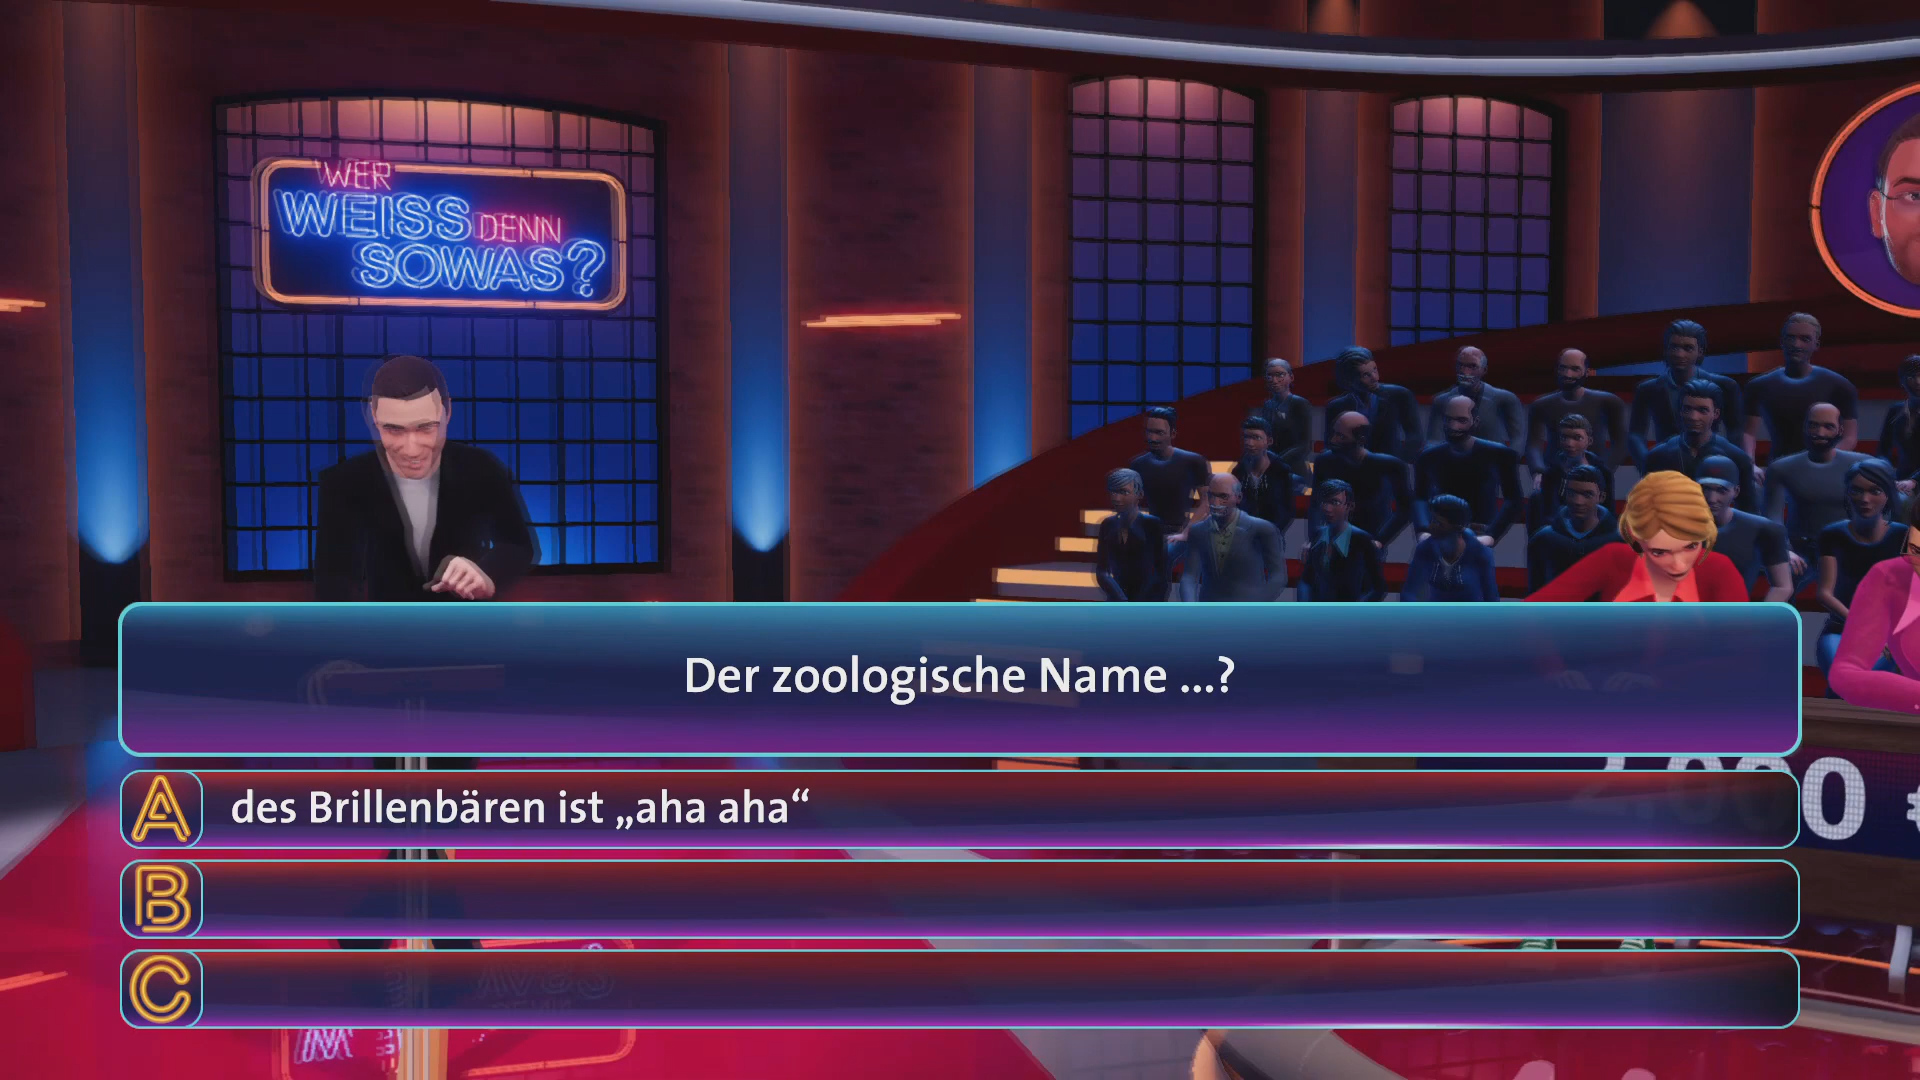 WER
WEISS DENN
SOWAS?
Der zoologische Name ...?
A des Brillenbären ist „aha aha“
B
C